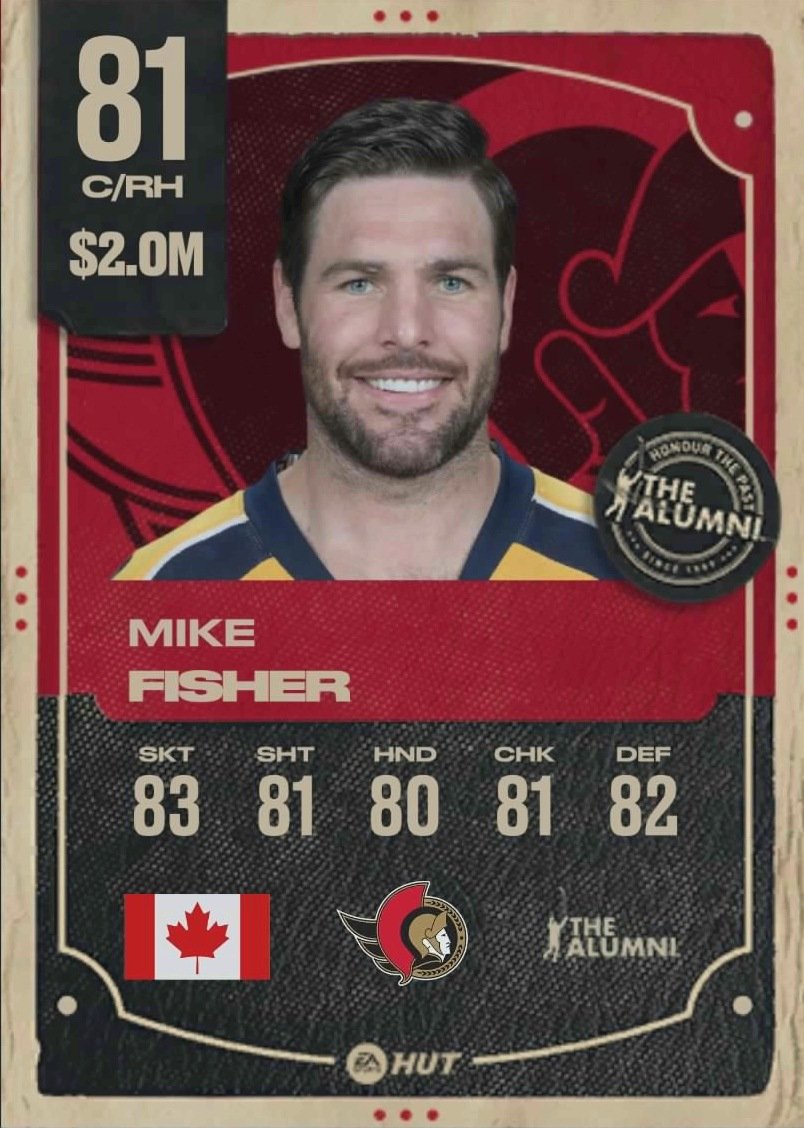 81
C/RH
$2.0M
HONOUR THE PAST
THE
ALUMNI
MIKE
FISHER
SKT SHT HND CHK DEF
83 81 80 81 82
THE
ALUMNI
EA
HUT